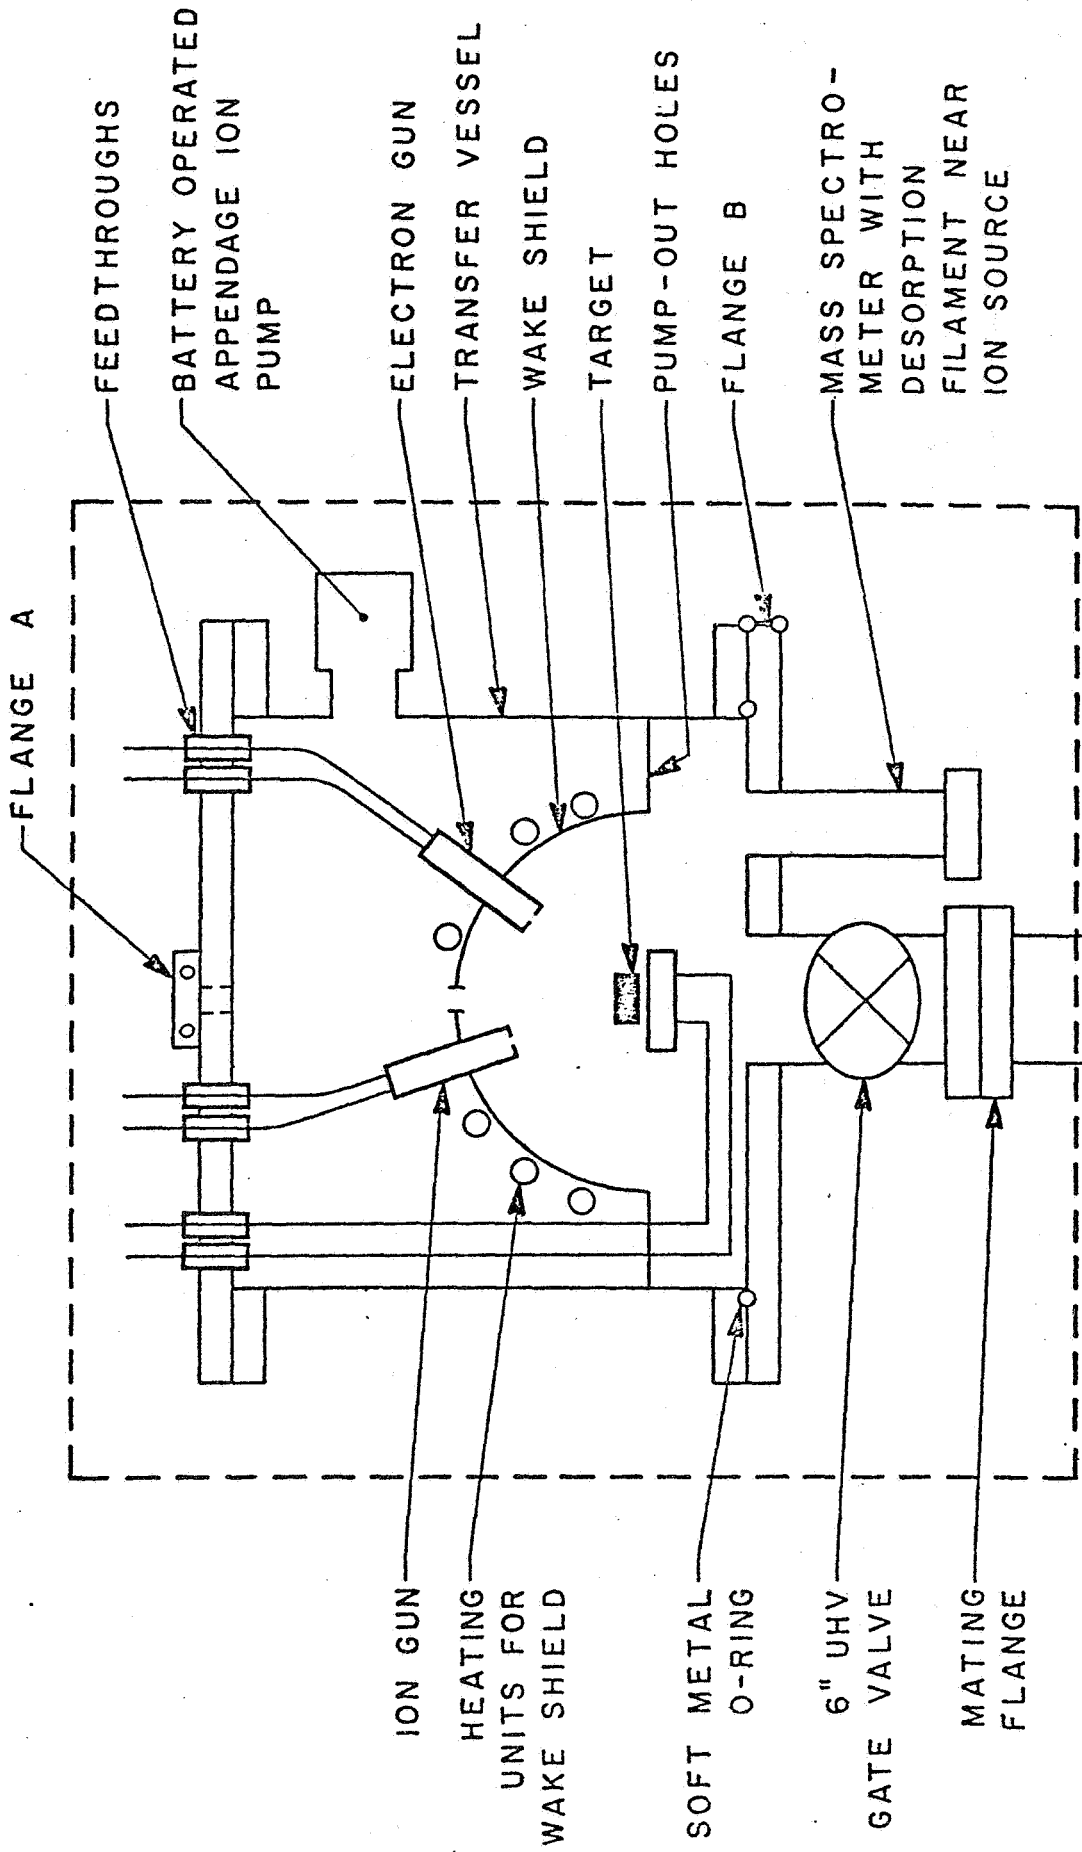 FLANGE A
FEEDTHROUGHS
BATTERY OPERATED
APPENDAGE ION
PUMP
ELECTRON GUN
TRANSFER VESSEL
WAKE SHIELD
TARGET
PUMP-OUT HOLES
FLANGE B
MASS SPECTRO-
METER WITH
DESORPTION
FILAMENT NEAR
ION SOURCE
ION GUN
HEATING
UNITS FOR
WAKE SHIELD
SOFT METAL
O-RING
6" UHV
GATE VALVE
MATING
FLANGE